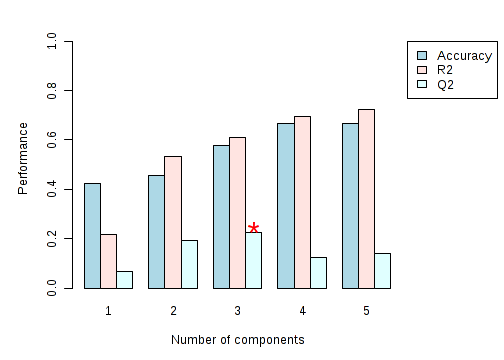 Accuracy
R2
Q2
Performance
1.0
0.8
0.6
0.4
0.2
0.0
*
1 2 3 4 5
Number of components